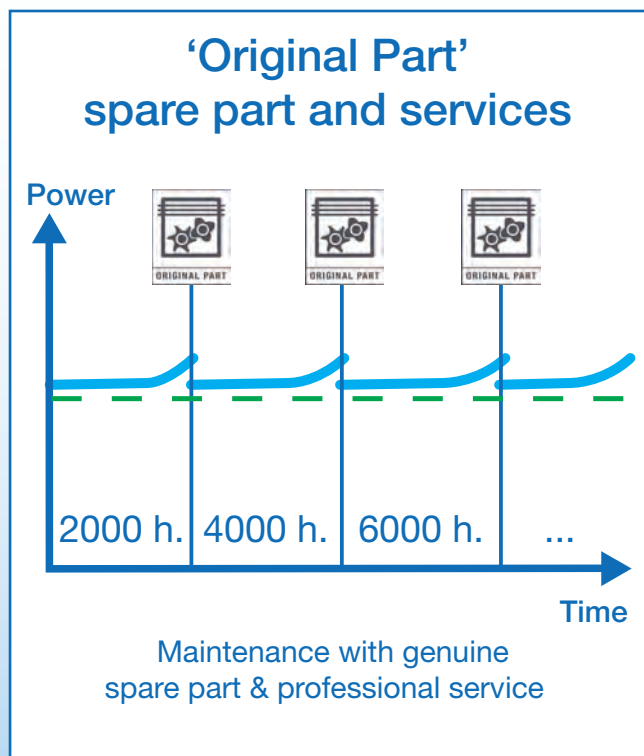 ‘Original Part’
spare part and services
Power
ORIGINAL PART
ORIGINAL PART
ORIGINAL PART
2000 h.
4000 h.
6000 h.
...
Time
Maintenance with genuine
spare part & professional service